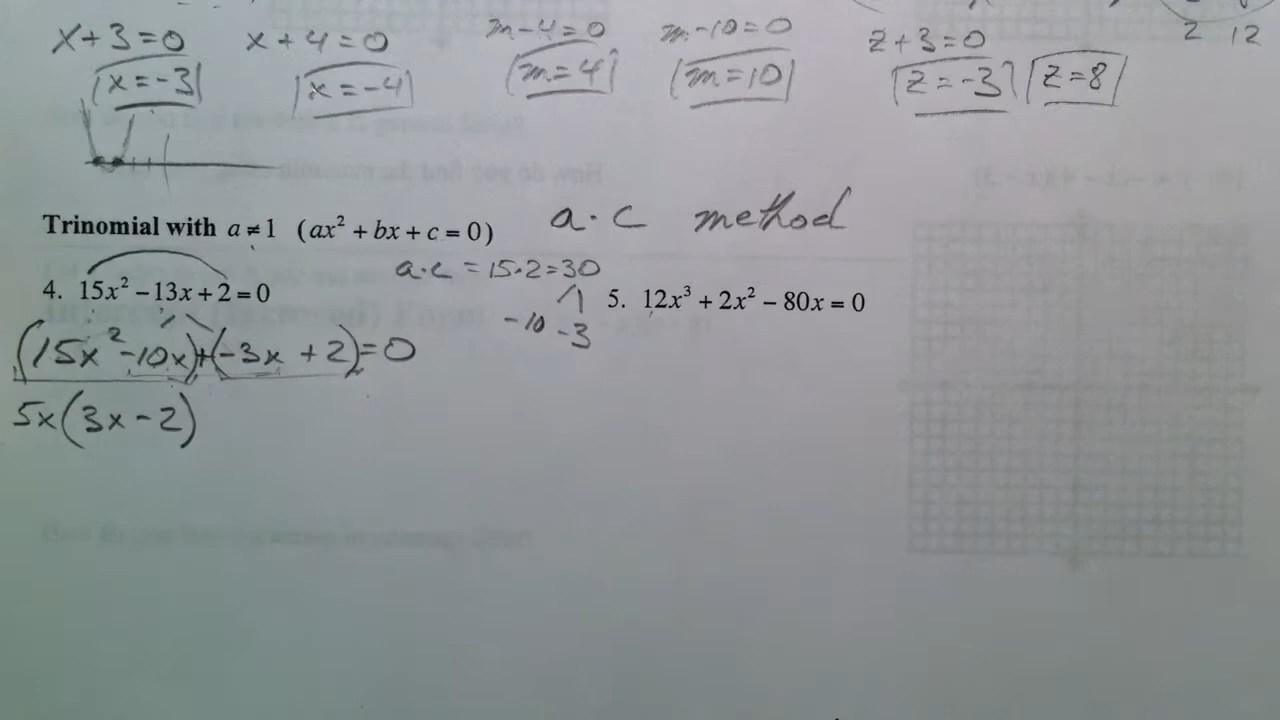 x+3=0 x+4=0 m-4=0 m-10=0 z+3=0 2 12
x=-3 x=-4 m=4 m=10 z=-3 z=8
Trinomial with a≠1 (ax²+bx+c=0) a·c method
a·c = 15·2=30
4. 15x²-13x+2=0 5. 12x³+2x²-80x=0
-10 -3
(15x²-10x)+(-3x+2)=0
5x(3x-2)